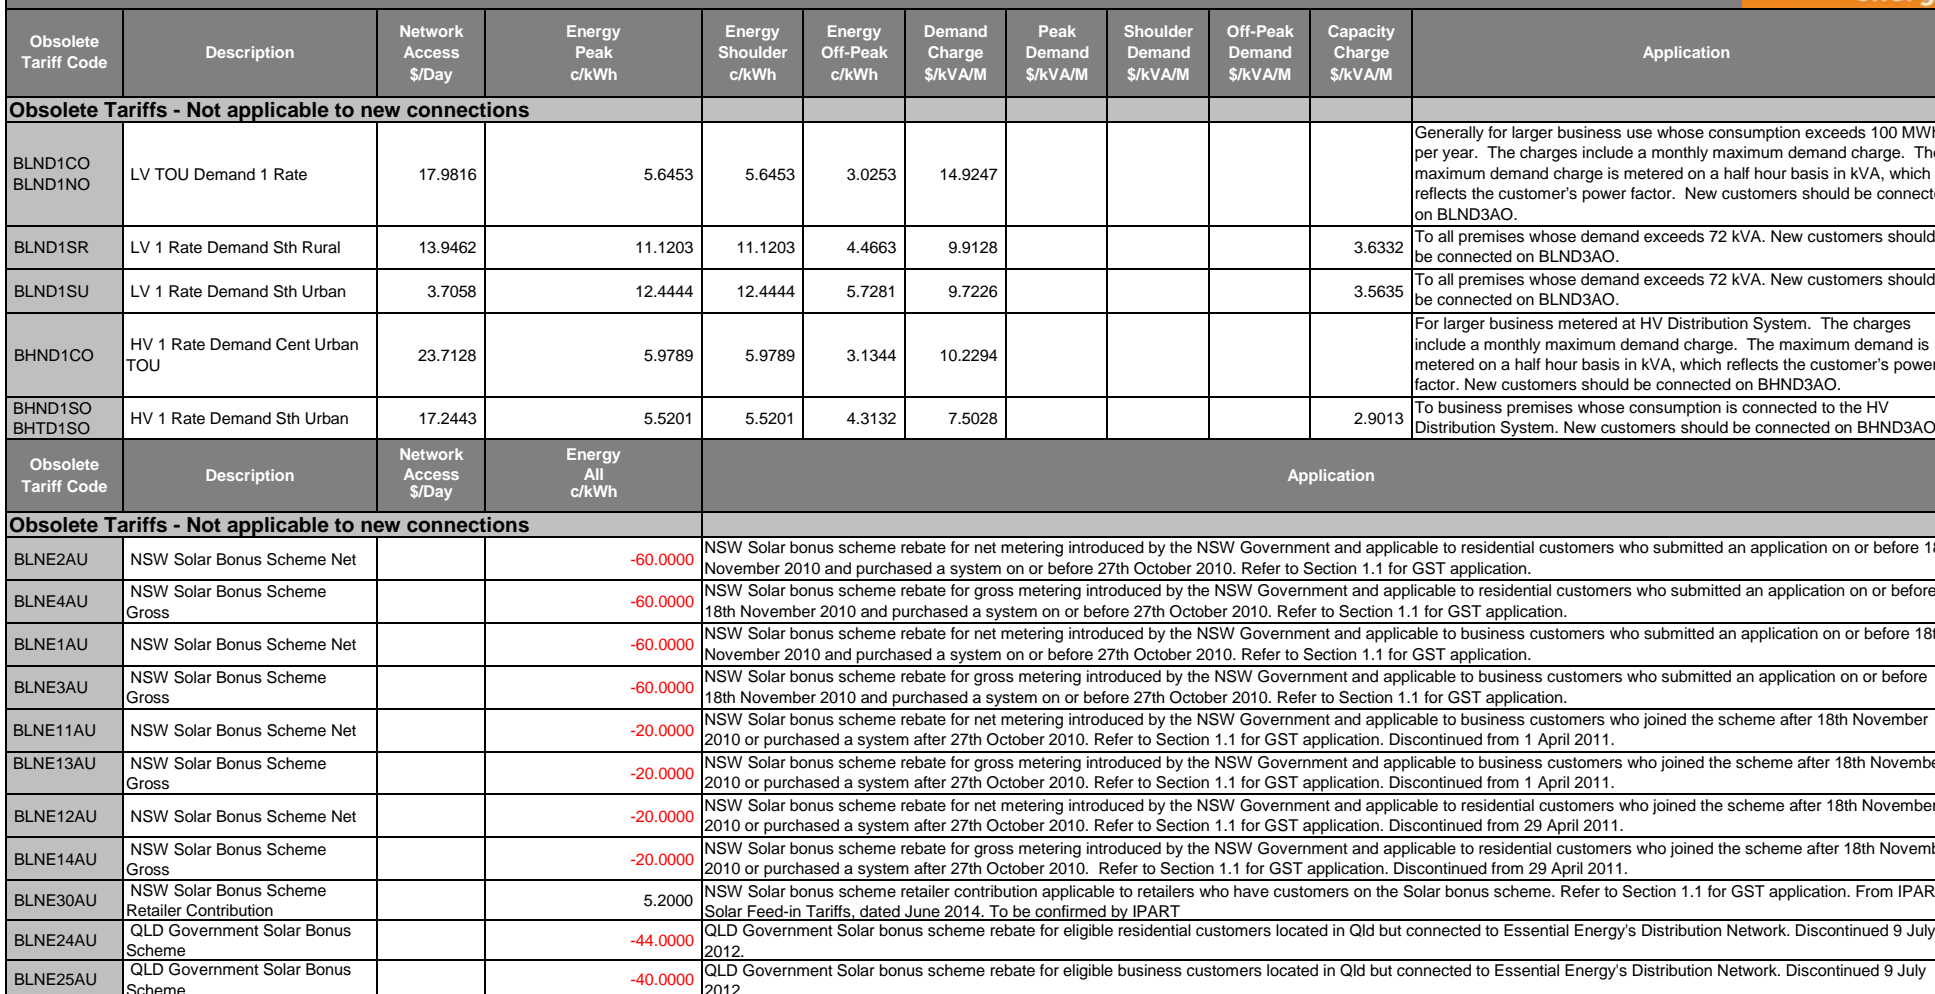 Obsolete Tariff Code Description Network Access $/Day Energy Peak c/kWh Energy Shoulder c/kWh Energy Off-Peak c/kWh Demand Charge $/kVA/M Peak Demand $/kVA/M Shoulder Demand $/kVA/M Off-Peak Demand $/kVA/M Capacity Charge $/kVA/M Application
Obsolete Tariffs - Not applicable to new connections
BLND1CO BLND1NO LV TOU Demand 1 Rate 17.9816 5.6453 5.6453 3.0253 14.9247
Generally for larger business use whose consumption exceeds 100 MWh
per year. The charges include a monthly maximum demand charge. The
maximum demand charge is metered on a half hour basis in kVA, which
reflects the customer's power factor. New customers should be
on BLND3AO.
BLND1SR LV 1 Rate Demand Sth Rural 13.9462 11.1203 11.1203 4.4663 9.9128 3.6332
To all premises whose demand exceeds 72 kVA. New customers should
be connected on BLND3AO.
BLND1SU LV 1 Rate Demand Sth Urban 3.7058 12.4444 12.4444 5.7281 9.7226 3.5635
To all premises whose demand exceeds 72 kVA. New customers should
be connected on BLND3AO.
BHND1CO HV 1 Rate Demand Cent Urban TOU 23.7128 5.9789 5.9789 3.1344 10.2294
For larger business metered at HV Distribution System. The charges
include a monthly maximum demand charge. The maximum demand is
metered on a half hour basis in kVA, which reflects the customer's power
factor. New customers should be connected on BHND3AO.
BHND1SO BHTD1SO HV 1 Rate Demand Sth Urban 17.2443 5.5201 5.5201 4.3132 7.5028 2.9013
To business premises whose consumption is connected to the HV
Distribution System. New customers should be connected on BHND3AO
Obsolete Tariff Code Description Network Access $/Day Energy All c/kWh Application
Obsolete Tariffs - Not applicable to new connections
BLNE2AU NSW Solar Bonus Scheme Net -60.0000
NSW Solar bonus scheme rebate for net metering introduced by the NSW Government and applicable to residential customers who submitted an application on or before
November 2010 and purchased a system on or before 27th October 2010. Refer to Section 1.1 for GST application.
BLNE4AU NSW Solar Bonus Scheme Gross -60.0000
NSW Solar bonus scheme rebate for gross metering introduced by the NSW Government and applicable to residential customers who submitted an application on or before
18th November 2010 and purchased a system on or before 27th October 2010. Refer to Section 1.1 for GST application.
BLNE1AU NSW Solar Bonus Scheme Net -60.0000
NSW Solar bonus scheme rebate for net metering introduced by the NSW Government and applicable to business customers who submitted an application on or before
November 2010 and purchased a system on or before 27th October 2010. Refer to Section 1.1 for GST application.
BLNE3AU NSW Solar Bonus Scheme Gross -60.0000
NSW Solar bonus scheme rebate for gross metering introduced by the NSW Government and applicable to business customers who submitted an application on or before
18th November 2010 and purchased a system on or before 27th October 2010. Refer to Section 1.1 for GST application.
BLNE11AU NSW Solar Bonus Scheme Net -20.0000
NSW Solar bonus scheme rebate for net metering introduced by the NSW Government and applicable to business customers who joined the scheme after 18th November
2010 or purchased a system after 27th October 2010. Refer to Section 1.1 for GST application. Discontinued from 1 April 2011.
BLNE13AU NSW Solar Bonus Scheme Gross -20.0000
NSW Solar bonus scheme rebate for gross metering introduced by the NSW Government and applicable to business customers who joined the scheme after 18th
2010 or purchased a system after 27th October 2010. Refer to Section 1.1 for GST application. Discontinued from 1 April 2011.
BLNE12AU NSW Solar Bonus Scheme Net -20.0000
NSW Solar bonus scheme rebate for net metering introduced by the NSW Government and applicable to residential customers who joined the scheme after 18th November
2010 or purchased a system after 27th October 2010. Refer to Section 1.1 for GST application. Discontinued from 29 April 2011.
BLNE14AU NSW Solar Bonus Scheme Gross -20.0000
NSW Solar bonus scheme rebate for gross metering introduced by the NSW Government and applicable to residential customers who joined the scheme after 18th
2010 or purchased a system after 27th October 2010. Refer to Section 1.1 for GST application. Discontinued from 29 April 2011.
BLNE30AU NSW Solar Bonus Scheme Retailer Contribution 5.2000
NSW Solar bonus scheme retailer contribution applicable to retailers who have customers on the Solar bonus scheme. Refer to Section 1.1 for GST application. From
Solar Feed-in Tariffs, dated June 2014. To be confirmed by IPART
BLNE24AU QLD Government Solar Bonus Scheme -44.0000
QLD Government Solar bonus scheme rebate for eligible residential customers located in Qld but connected to Essential Energy's Distribution Network. Discontinued 9 July
2012.
BLNE25AU QLD Government Solar Bonus Scheme -40.0000
QLD Government Solar bonus scheme rebate for eligible business customers located in Qld but connected to Essential Energy's Distribution Network. Discontinued 9 July
2012